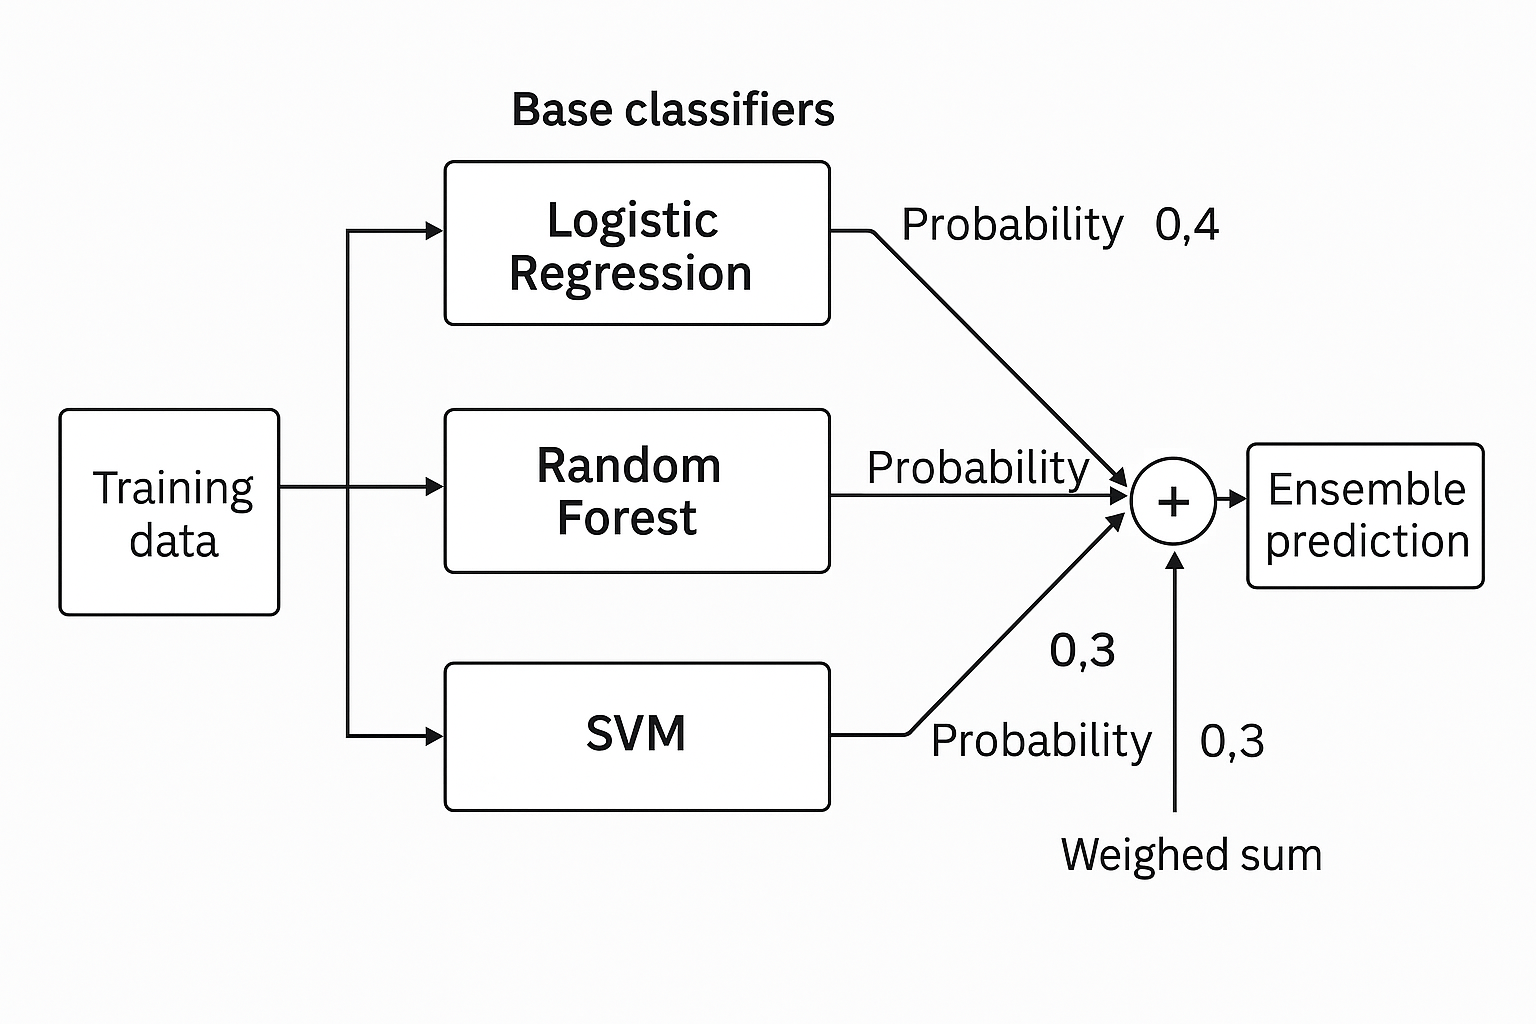 Base classifiers
Logistic
Regression
Probability 0,4
Training
data
Random
Forest
Probability
+
Ensemble
prediction
0,3
SVM
Probability
0,3
Weighed sum